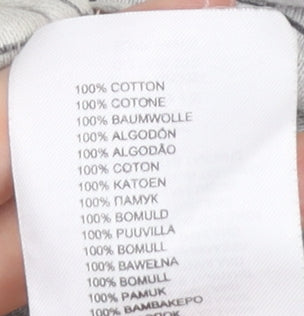 100% COTTON
100% COTONE
100% BAUMWOLLE
100% ALGODÓN
100% ALGODÃO
100% COTON
100% KATOEN
100% ПАМУК
100% BOMULD
100% PUUVILLA
100% BOMULL
100% BAWEŁNA
100% BOMULL
100% PAMUK
100% ΒΑΜΒΑΚΕΡΟ